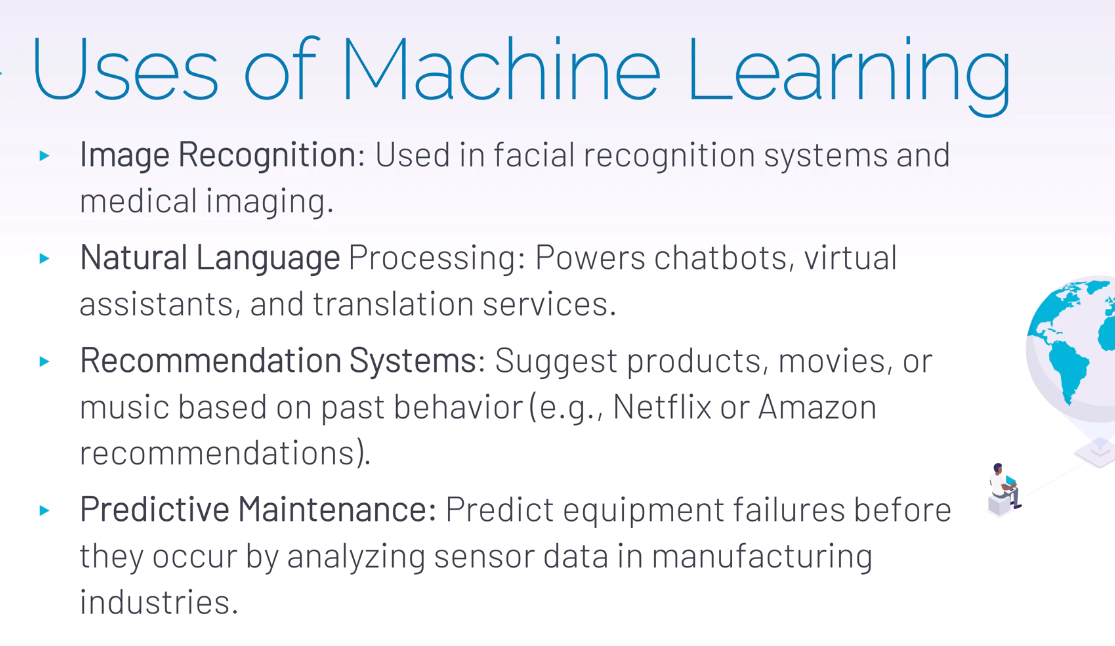 Uses of Machine Learning
Image Recognition: Used in facial recognition systems and
medical imaging.
Natural Language Processing: Powers chatbots, virtual
assistants, and translation services.
Recommendation Systems: Suggest products, movies, or
music based on past behavior (e.g., Netflix or Amazon
recommendations).
Predictive Maintenance: Predict equipment failures before
they occur by analyzing sensor data in manufacturing
industries.